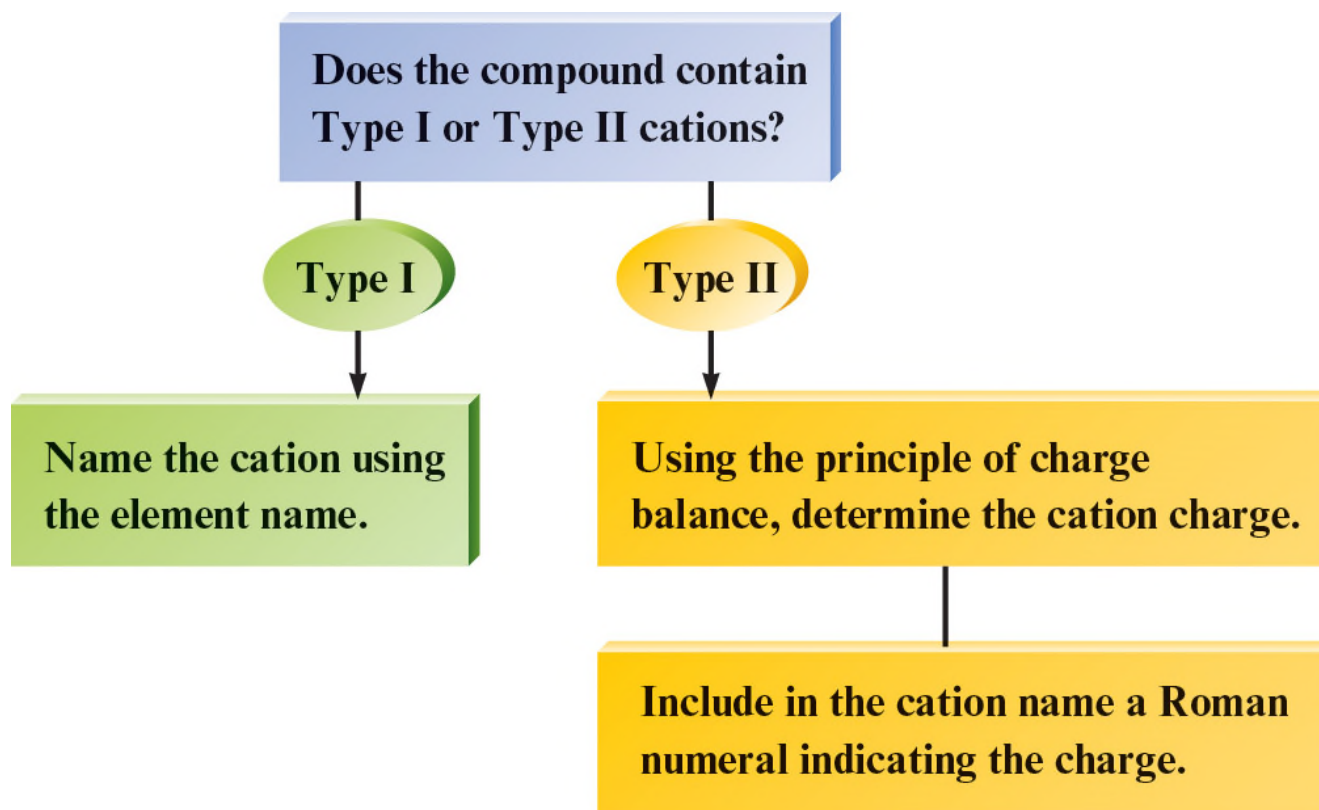 Does the compound contain
Type I or Type II cations?
Type I
Type II
Name the cation using
the element name.
Using the principle of charge
balance, determine the cation charge.
Include in the cation name a Roman
numeral indicating the charge.